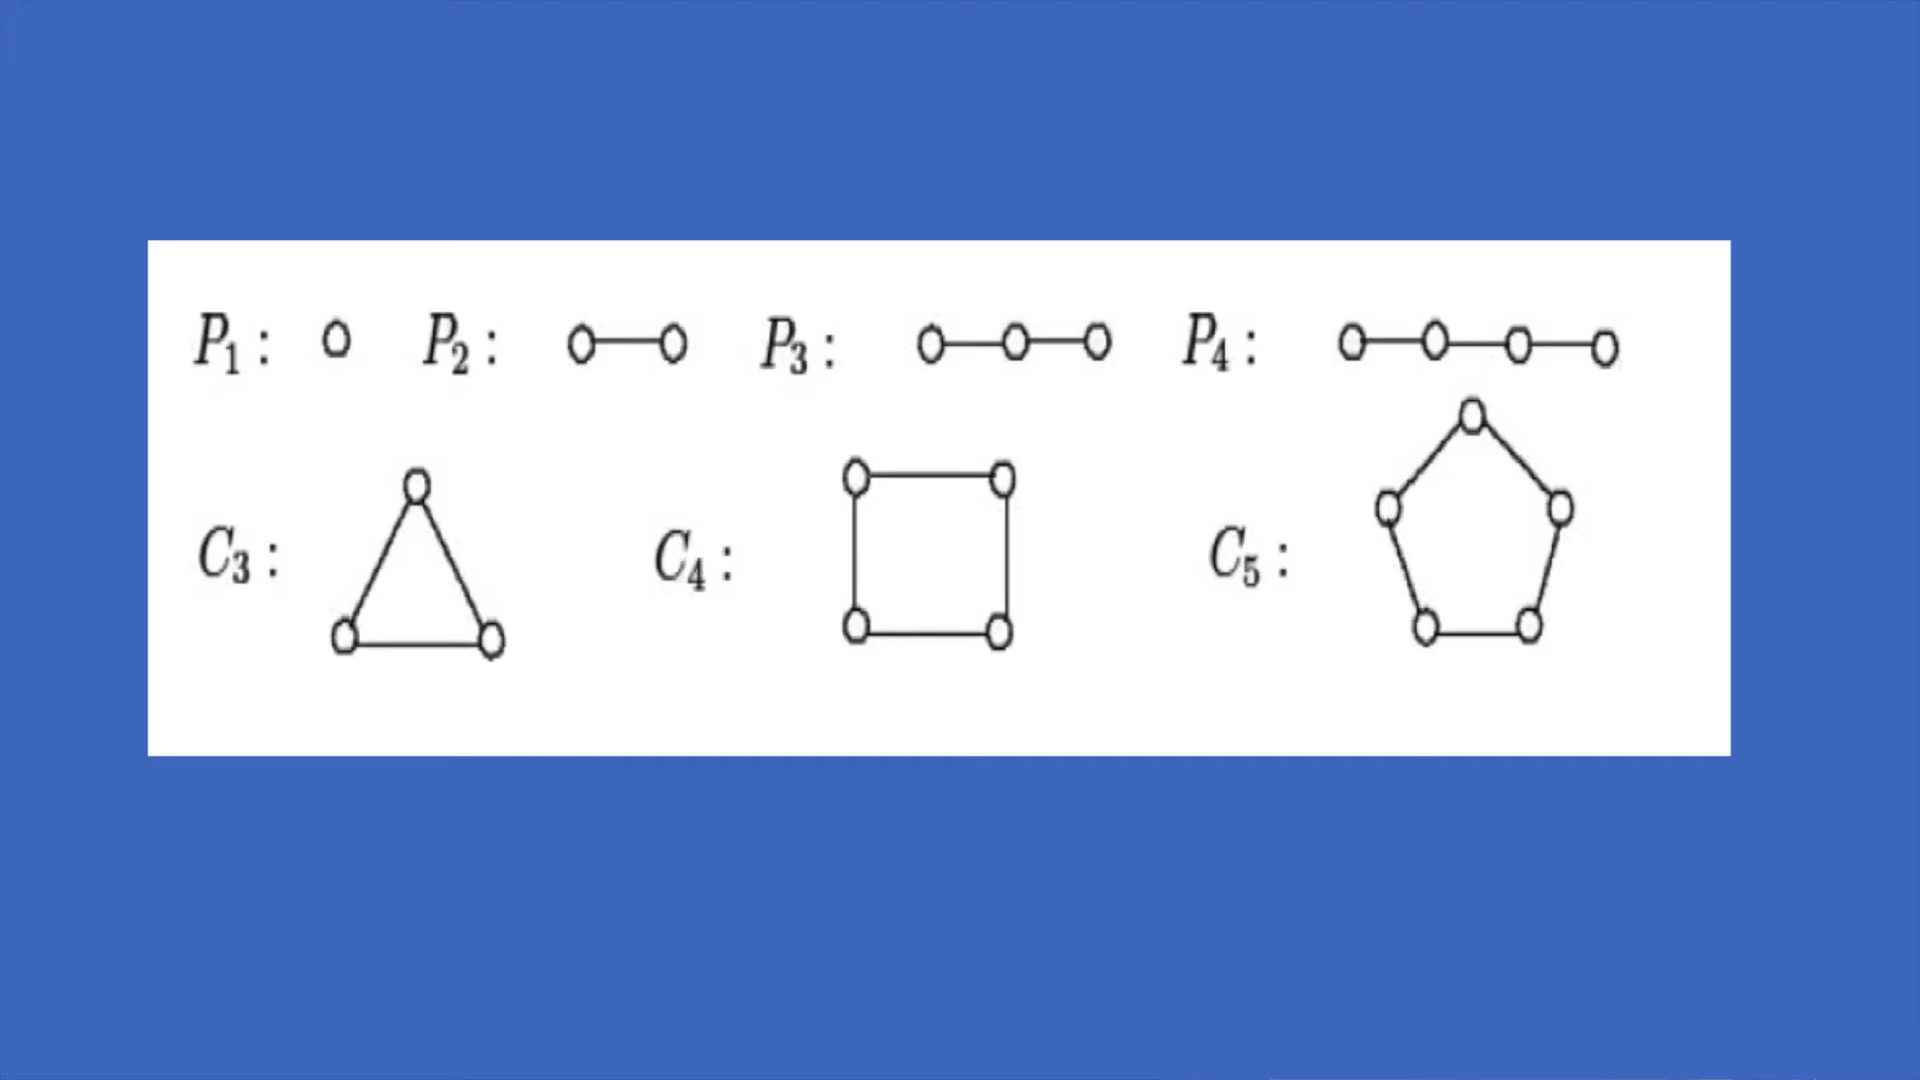 P₁ : P₂ : P₃ : P₄ :
C₃ : C₄ : C₅ :